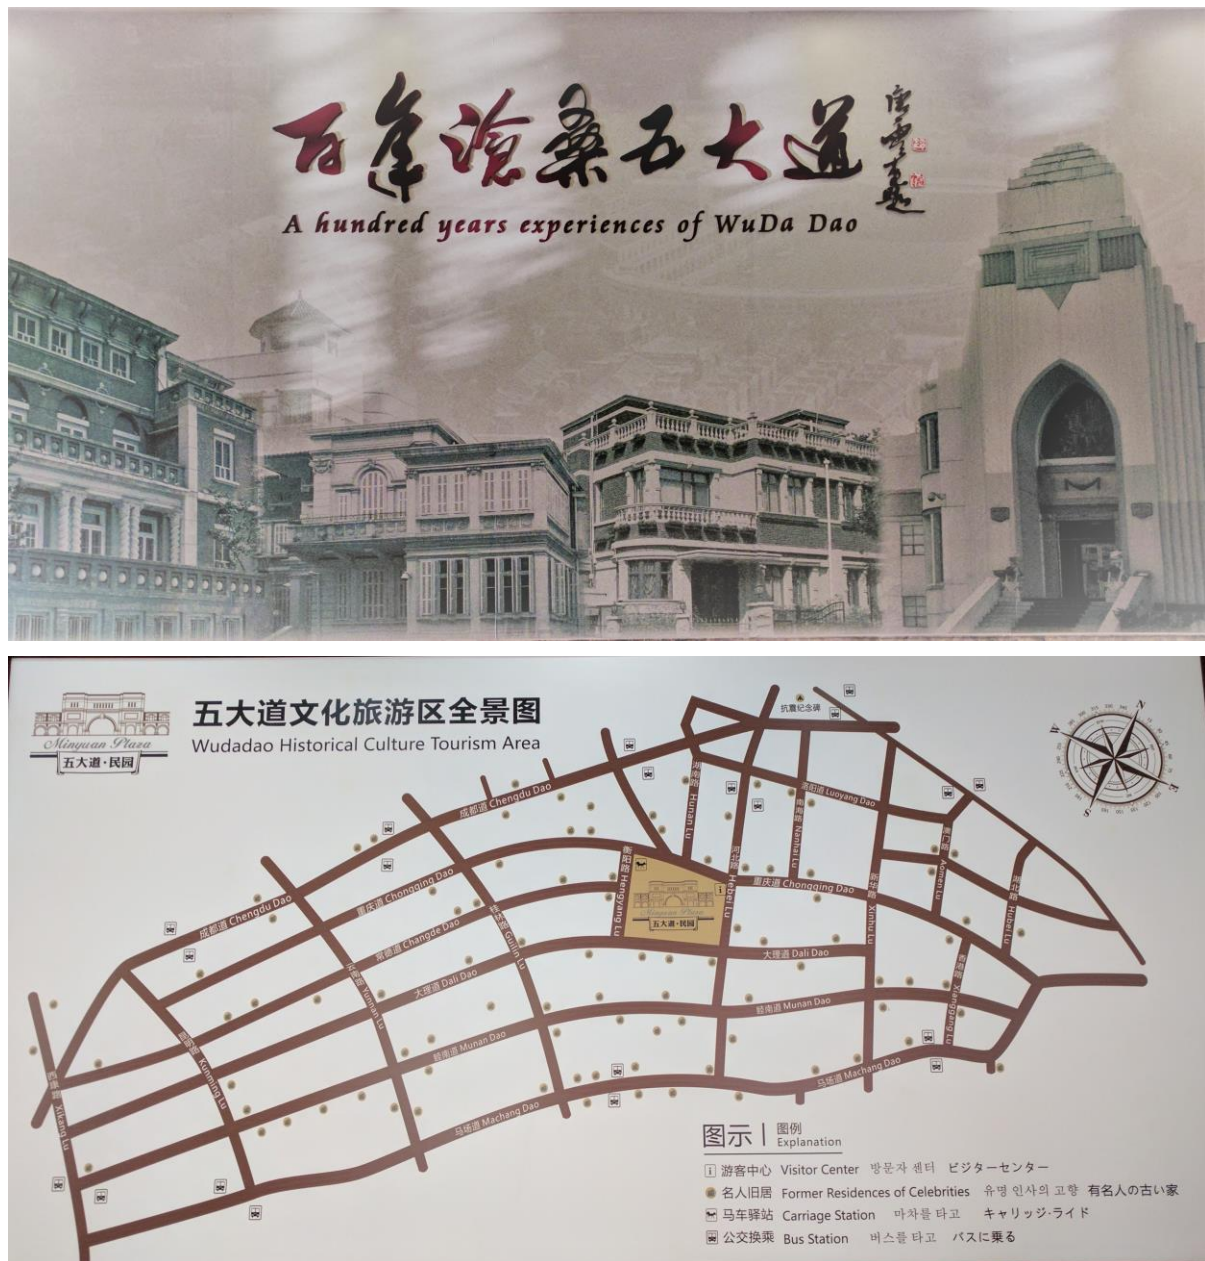 百年沧桑五大道
A hundred years experiences of WuDa Dao
Minyuan Plaza
五大道·民园
五大道文化旅游区全景图
Wudadao Historical Culture Tourism Area
抗震纪念碑
N
W
E
S
成都道 Chengdu Dao
湖南路 Hunan Lu
洛阳道 Luoyang Dao
南海路 Nanhai Lu
河北路 Hebei Lu
澳门路 Aomen Lu
湖北路 Hubei Lu
新华路 Xinhu Lu
衡阳路 Hengyang Lu
重庆道 Chongqing Dao
重庆道 Chongqing Dao
Minyuan Plaza
五大道·民园
成都道 Chengdu Dao
常德道 Changde Dao
桂林路 Guilin Lu
大理道 Dali Dao
大理道 Dali Dao
云南路 Yunnan Lu
香港路 Xianggang Lu
睦南道 Munan Dao
睦南道 Munan Dao
昆明路 Kunming Lu
西康路 Xikang Lu
马场道 Machang Dao
马场道 Machang Dao
图示 | 图例
Explanation
i 游客中心 Visitor Center 방문자 센터 ビジターセンター
名人旧居 Former Residences of Celebrities 유명 인사의 고향 有名人の古い家
马车驿站 Carriage Station 마차를 타고 キャリッジ·ライド
公交换乘 Bus Station 버스를 타고 バスに乗る